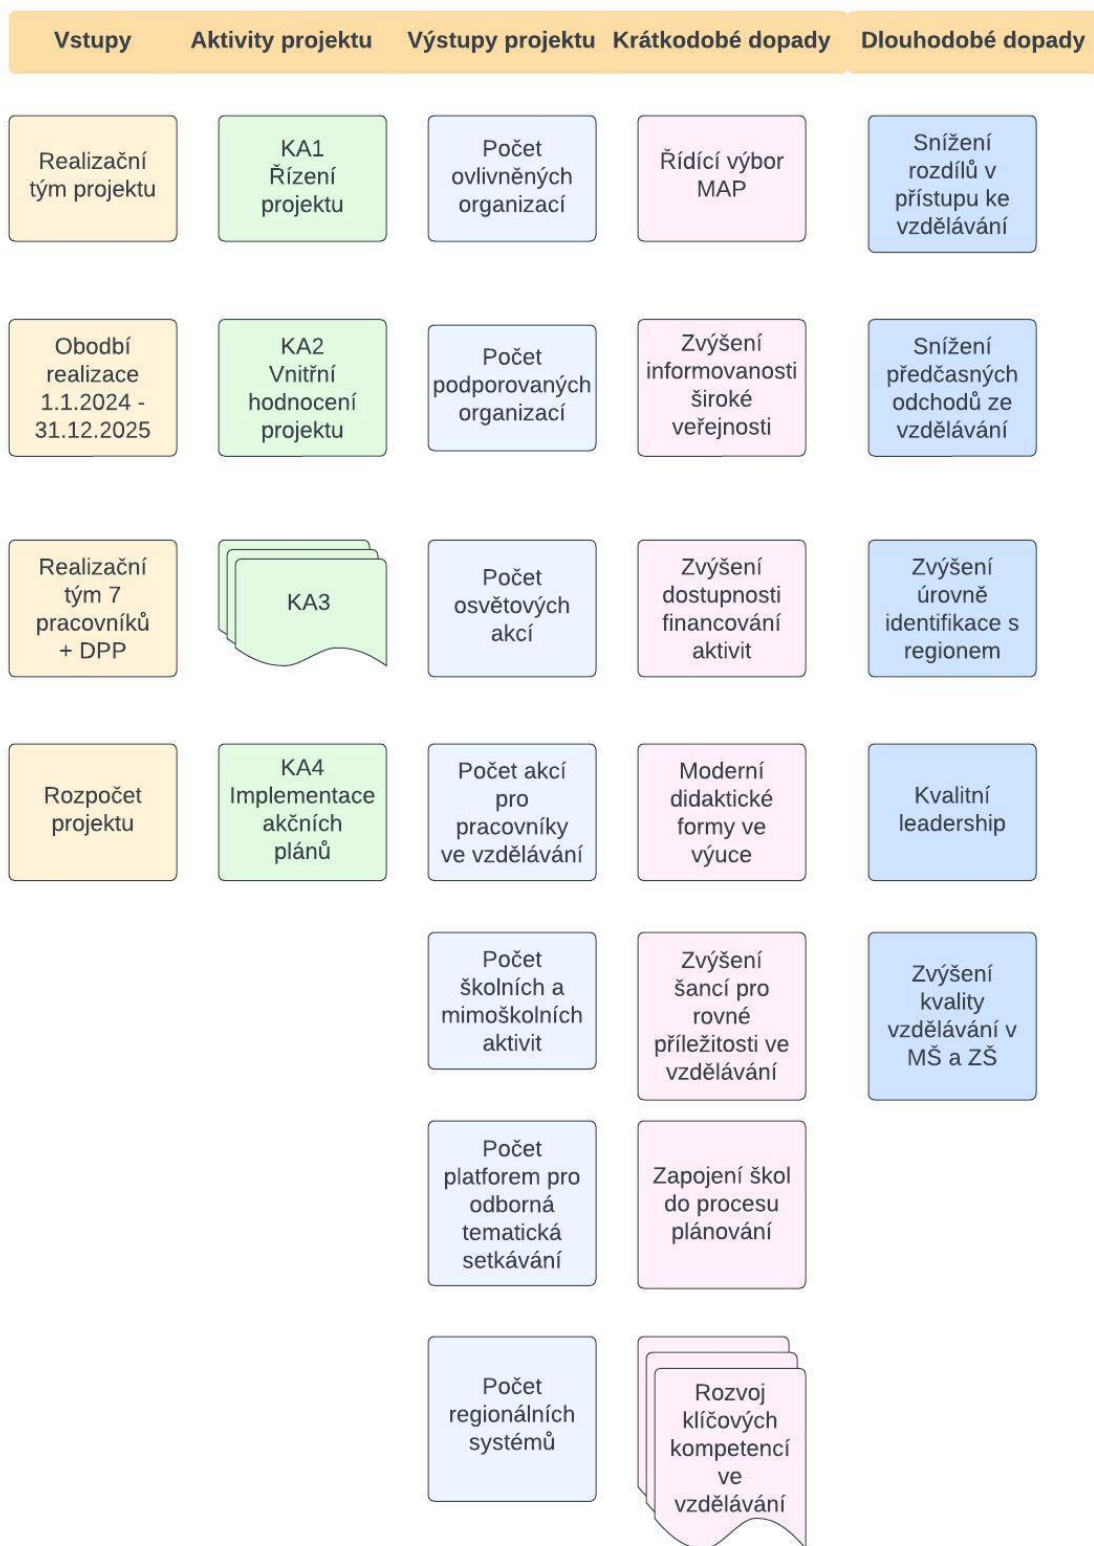 Vstupy
Aktivity projektu
Výstupy projektu
Krátkodobé dopady
Dlouhodobé dopady
Realizační
tým projektu
KA1
Řízení
projektu
Počet
ovlivněných
organizací
Řídící výbor
MAP
Snížení
rozdílů v
přístupu ke
vzdělávání
Obodbí
realizace
1.1.2024 -
31.12.2025
KA2
Vnitřní
hodnocení
projektu
Počet
podporovaných
organizací
Zvýšení
informovanosti
široké
veřejnosti
Snížení
předčasných
odchodů ze
vzdělávání
Realizační
tým 7
pracovníků
+ DPP
KA3
Počet
osvětových
akcí
Zvýšení
dostupnosti
financování
aktivit
Zvýšení
úrovně
identifikace s
regionem
Rozpočet
projektu
KA4
Implementace
akčních
plánů
Počet akcí
pro
pracovníky
ve vzdělávání
Moderní
didaktické
formy ve
výuce
Kvalitní
leadership
Počet
školních a
mimoškolních
aktivit
Zvýšení
šancí pro
rovné
příležitosti ve
vzdělávání
Zvýšení
kvality
vzdělávání v
MŠ a ZŠ
Počet
platforem pro
odborná
tematická
setkávání
Zapojení škol
do procesu
plánování
Počet
regionálních
systémů
Rozvoj
klíčových
kompetencí
ve
vzdělávání